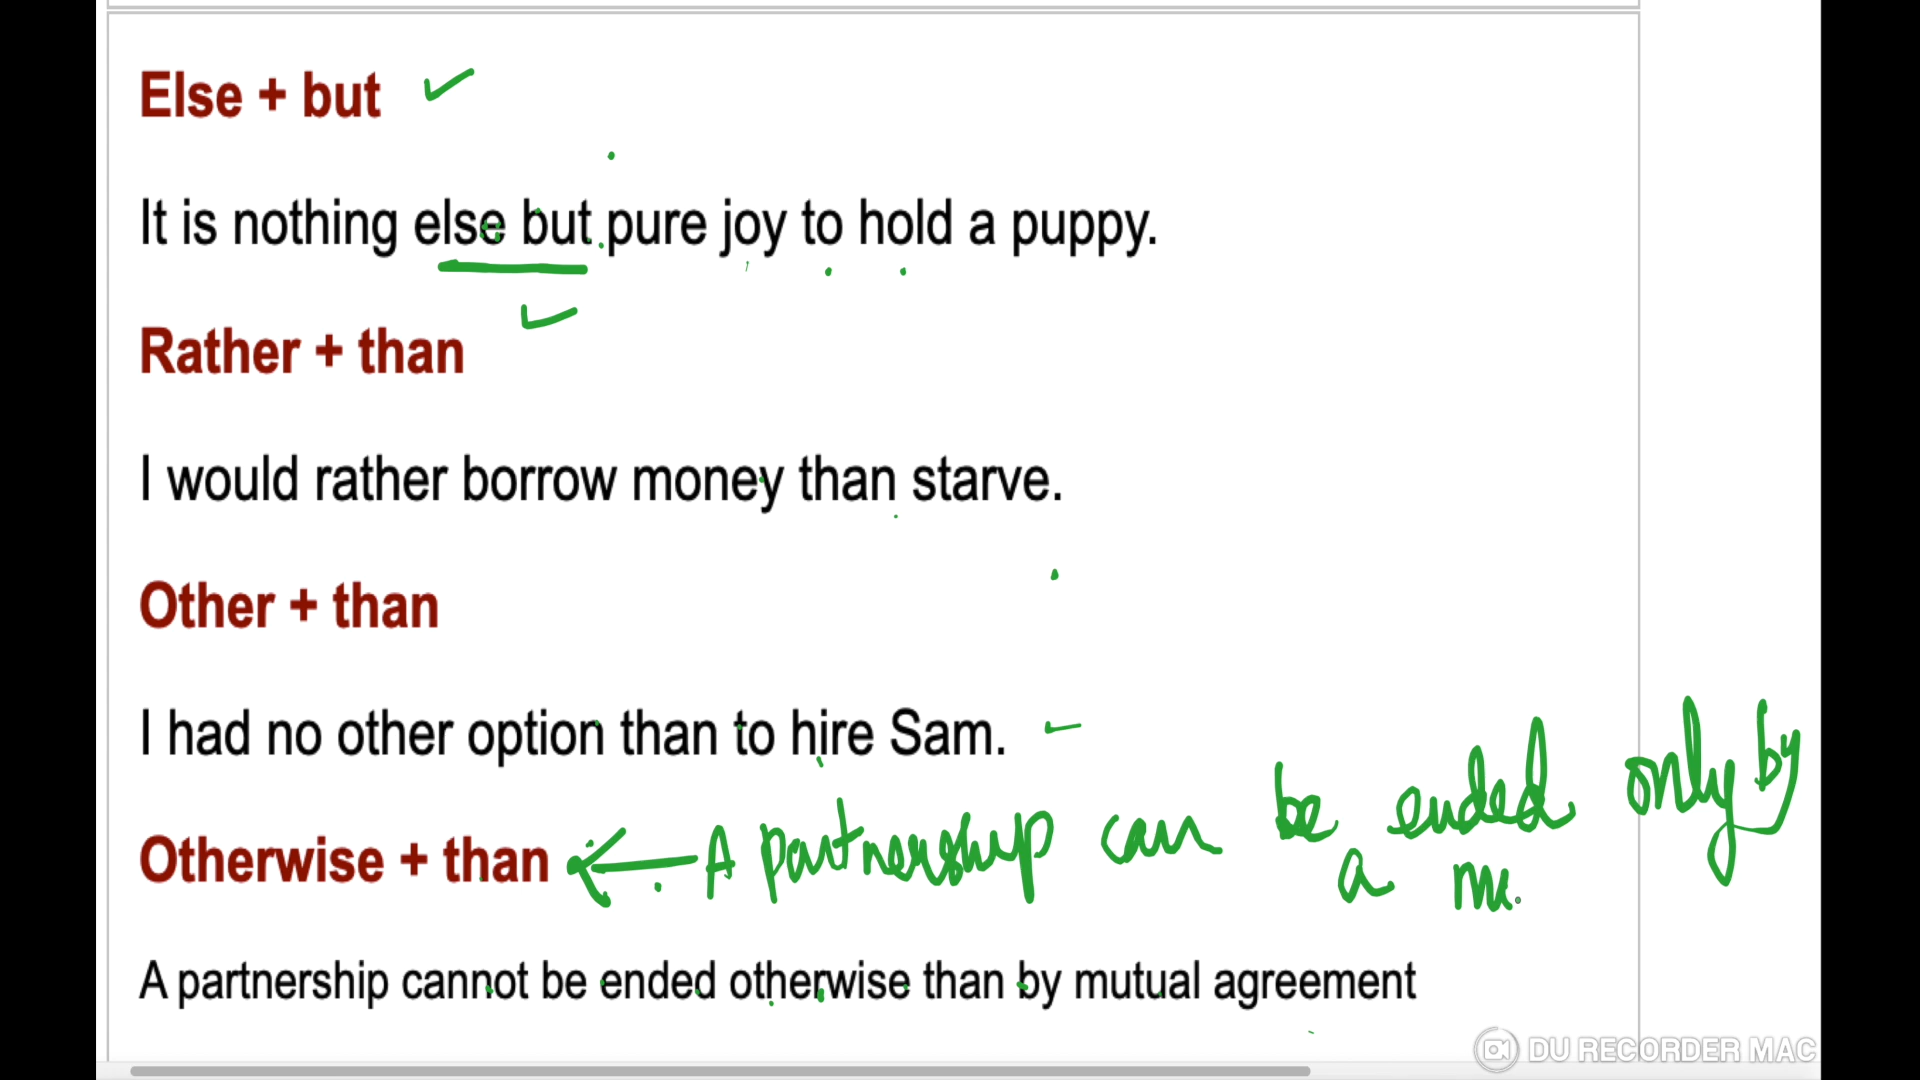 Else + but
It is nothing else but pure joy to hold a puppy.
Rather + than
I would rather borrow money than starve.
Other + than
I had no other option than to hire Sam.
Otherwise + than
A partnership can be ended only by
a
A partnership cannot be ended otherwise than by mutual agreement
DU RECORDER MAC